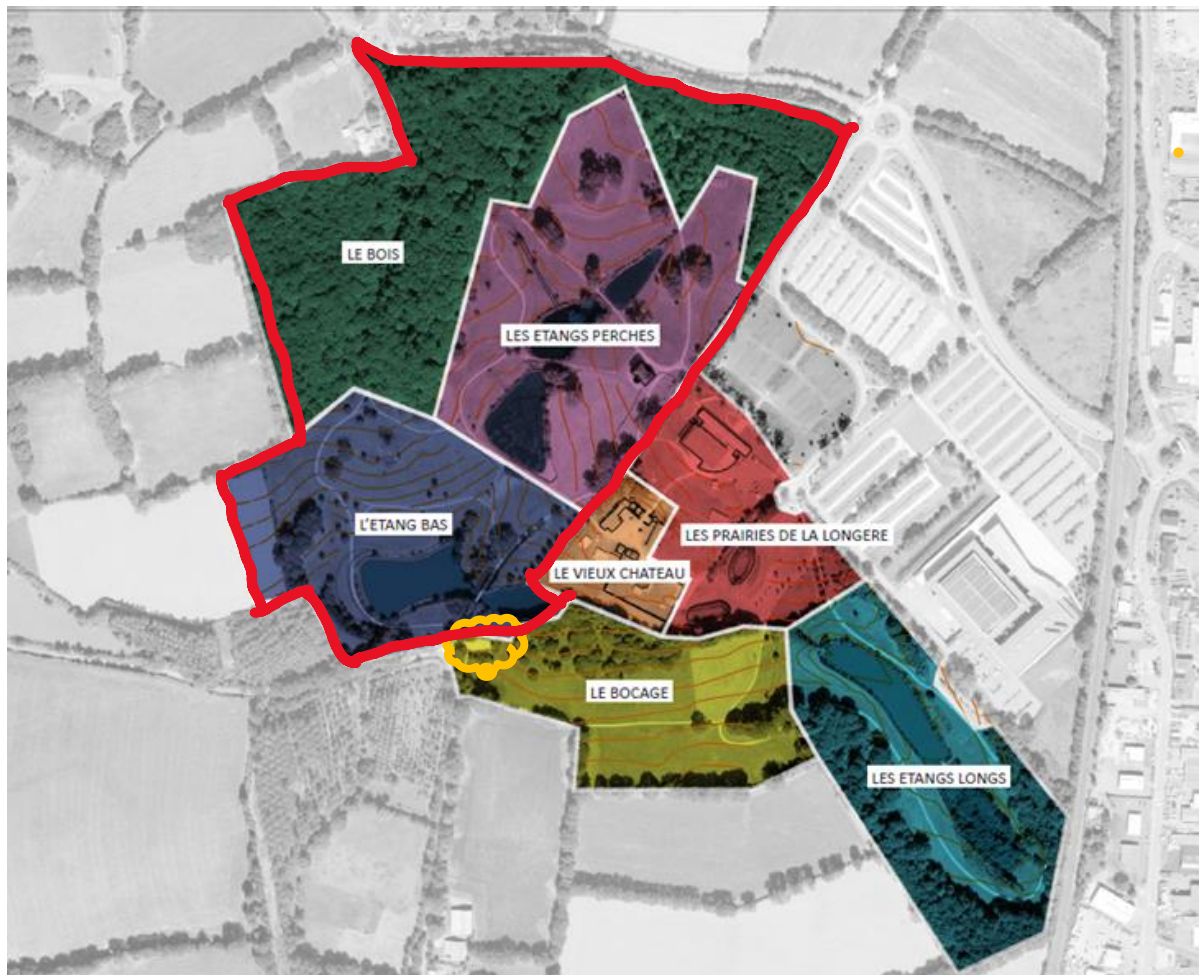 LE BOIS
LES ETANGS PERCHES
L'ETANG BAS
LES PRAIRIES DE LA LONGERE
LE VIEUX CHATEAU
LE BOCAGE
LES ETANGS LONGS